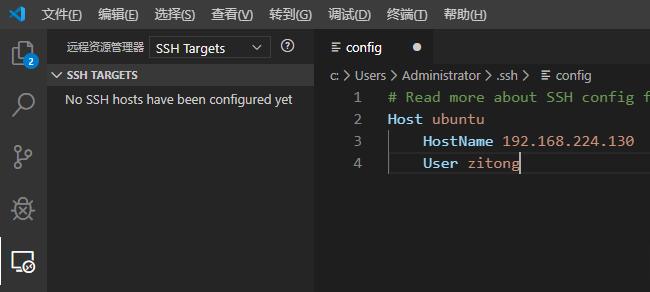 文件(F) 编辑(E) 选择(S) 查看(V) 转到(G) 调试(D) 终端(T) 帮助(H)
远程资源管理器 SSH Targets
config
SSH TARGETS
No SSH hosts have been configured yet
c: > Users > Administrator > .ssh > config
1 # Read more about SSH config f
2 Host ubuntu
3 HostName 192.168.224.130
4 User zitong
2